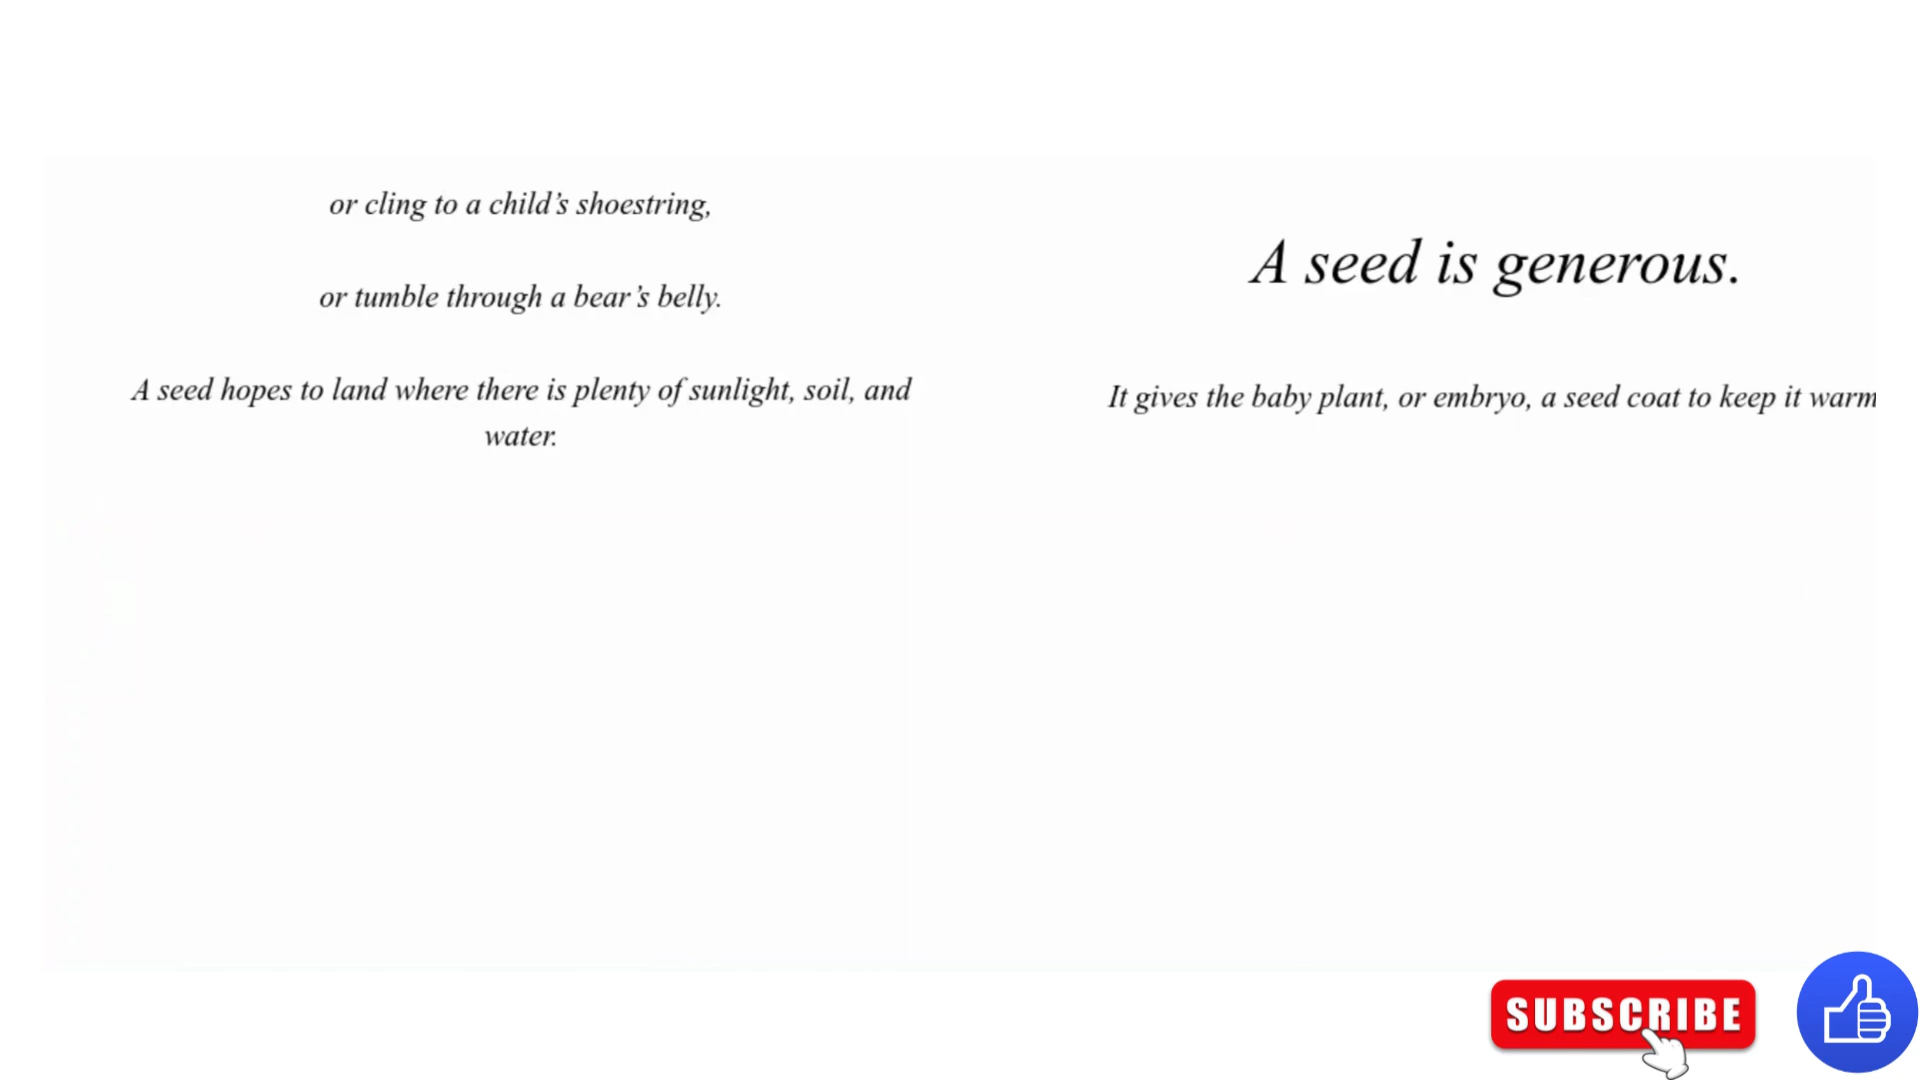 or cling to a child’s shoestring,
or tumble through a bear’s belly.
A seed hopes to land where there is plenty of sunlight, soil, and
water.
A seed is generous.
It gives the baby plant, or embryo, a seed coat to keep it warm
SUBSCRIBE